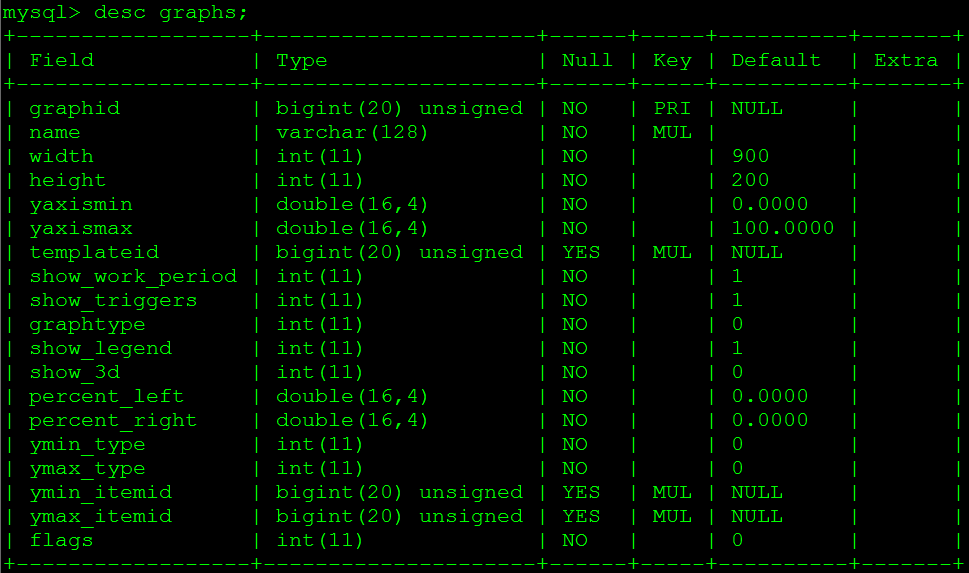 mysql> desc graphs;
+------------------+---------------------+------+-----+----------+-------+
| Field            | Type                | Null | Key | Default  | Extra |
+------------------+---------------------+------+-----+----------+-------+
| graphid          | bigint(20) unsigned | NO   | PRI | NULL     |       |
| name             | varchar(128)        | NO   | MUL |          |       |
| width            | int(11)             | NO   |     | 900      |       |
| height           | int(11)             | NO   |     | 200      |       |
| yaxismin         | double(16,4)        | NO   |     | 0.0000   |       |
| yaxismax         | double(16,4)        | NO   |     | 100.0000 |       |
| templateid       | bigint(20) unsigned | YES  | MUL | NULL     |       |
| show_work_period | int(11)             | NO   |     | 1        |       |
| show_triggers    | int(11)             | NO   |     | 1        |       |
| graphtype        | int(11)             | NO   |     | 0        |       |
| show_legend      | int(11)             | NO   |     | 1        |       |
| show_3d          | int(11)             | NO   |     | 0        |       |
| percent_left     | double(16,4)        | NO   |     | 0.0000   |       |
| percent_right    | double(16,4)        | NO   |     | 0.0000   |       |
| ymin_type        | int(11)             | NO   |     | 0        |       |
| ymax_type        | int(11)             | NO   |     | 0        |       |
| ymin_itemid      | bigint(20) unsigned | YES  | MUL | NULL     |       |
| ymax_itemid      | bigint(20) unsigned | YES  | MUL | NULL     |       |
| flags            | int(11)             | NO   |     | 0        |       |
+------------------+---------------------+------+-----+----------+-------+